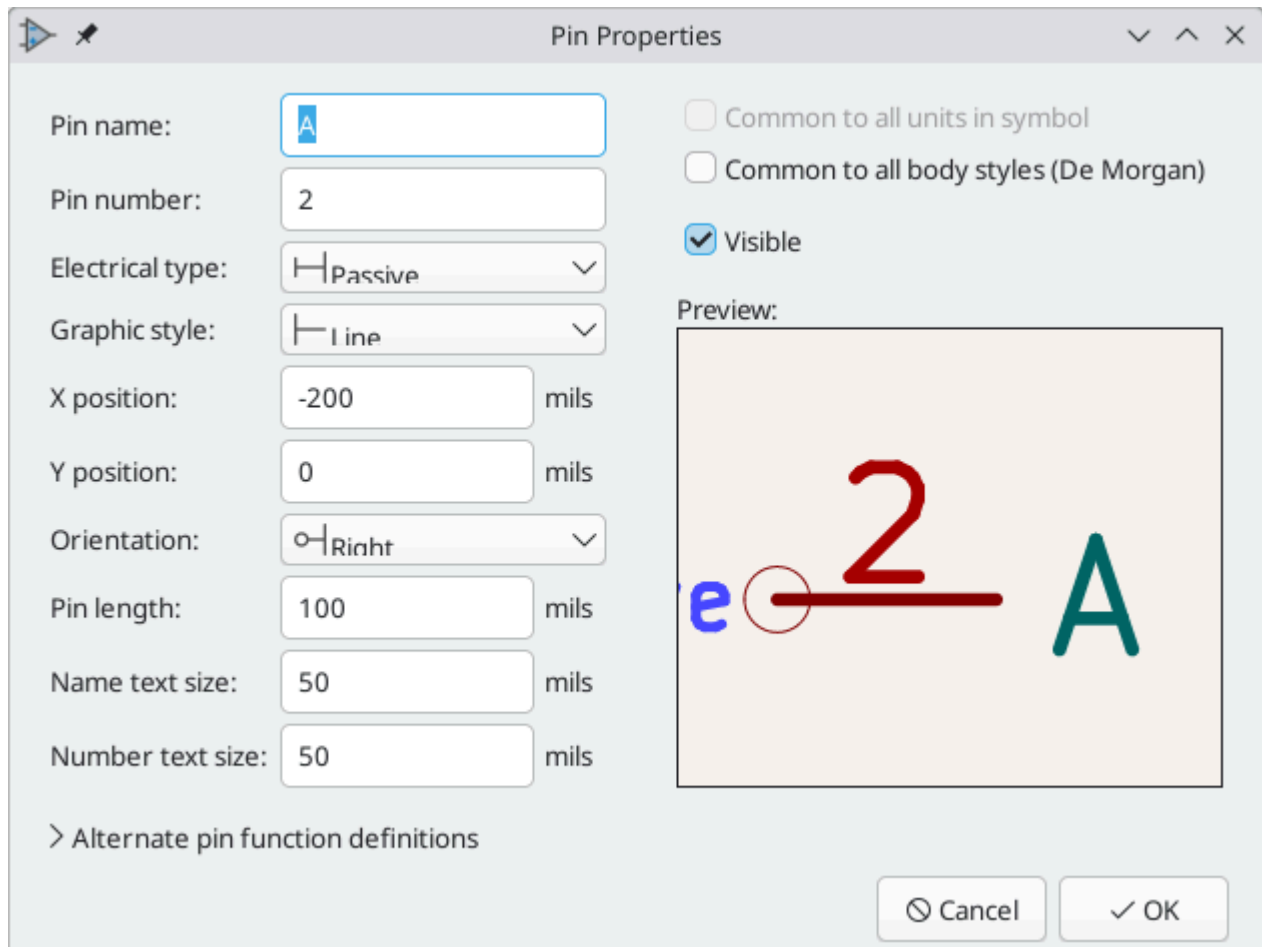 Pin Properties
Pin name:
A
Pin number:
2
Electrical type:
Passive
Graphic style:
Line
X position:
-200
mils
Y position:
0
mils
Orientation:
Right
Pin length:
100
mils
Name text size:
50
mils
Number text size:
50
mils
Alternate pin function definitions
Common to all units in symbol
Common to all body styles (De Morgan)
Visible
Preview:
2
e
A
Cancel
OK